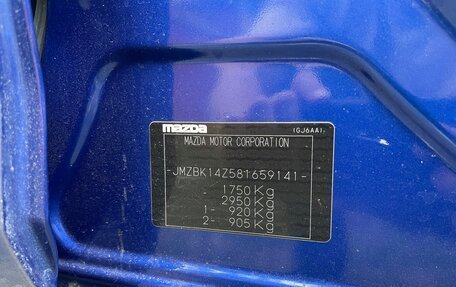 mazda (GJ6AA)
MAZDA MOTOR CORPORATION
-JMZBK14Z581659141-
- 1750Kg
- 2950Kg
1- 920Kg
2- 905Kg